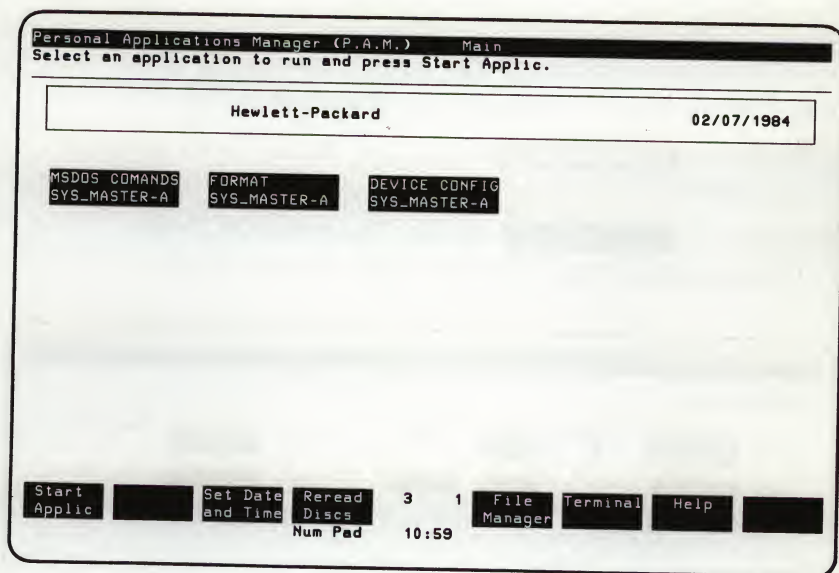 Personal Applications Manager (P.A.M.) Main
Select an application to run and press Start Applic.
Hewlett-Packard 02/07/1984
MSDOS COMANDS FORMAT DEVICE CONFIG
SYS_MASTER-A SYS_MASTER-A SYS_MASTER-A
Start Set Date Reread 3 1 File Terminal Help
Applic and Time Discs Manager
Num Pad 10:59